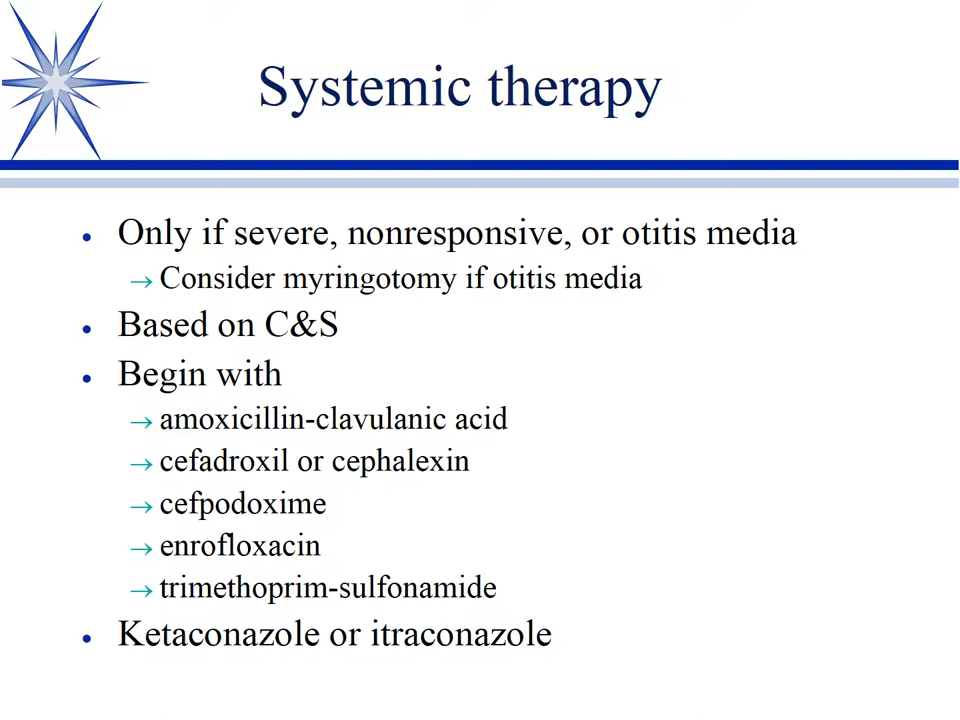 Systemic therapy
• Only if severe, nonresponsive, or otitis media
→ Consider myringotomy if otitis media
• Based on C&S
• Begin with
→ amoxicillin-clavulanic acid
→ cefadroxil or cephalexin
→ cefpodoxime
→ enrofloxacin
→ trimethoprim-sulfonamide
• Ketaconazole or itraconazole